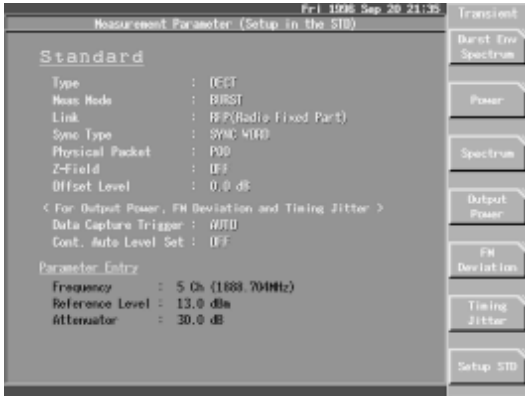 Fri 1996 Sep 20 21:35
Measurement Parameter (Setup in the STD)
Standard
Type : DECT
Meas Mode : BURST
Link : RFP(Radio Fixed Part)
Sync Type : SYNC WORD
Physical Packet : P00
Z-Field : OFF
Offset Level : 0.0 dB
< For Output Power, FM Deviation and Timing Jitter >
Data Capture Trigger : AUTO
Cont. Auto Level Set : OFF
Parameter Entry
Frequency : 5 Ch (1888.704MHz)
Reference Level : 13.0 dBm
Attenuator : 30.0 dB
Transient
Burst Env
Spectrum
Power
Spectrum
Output
Power
FM
Deviation
Timing
Jitter
Setup STD